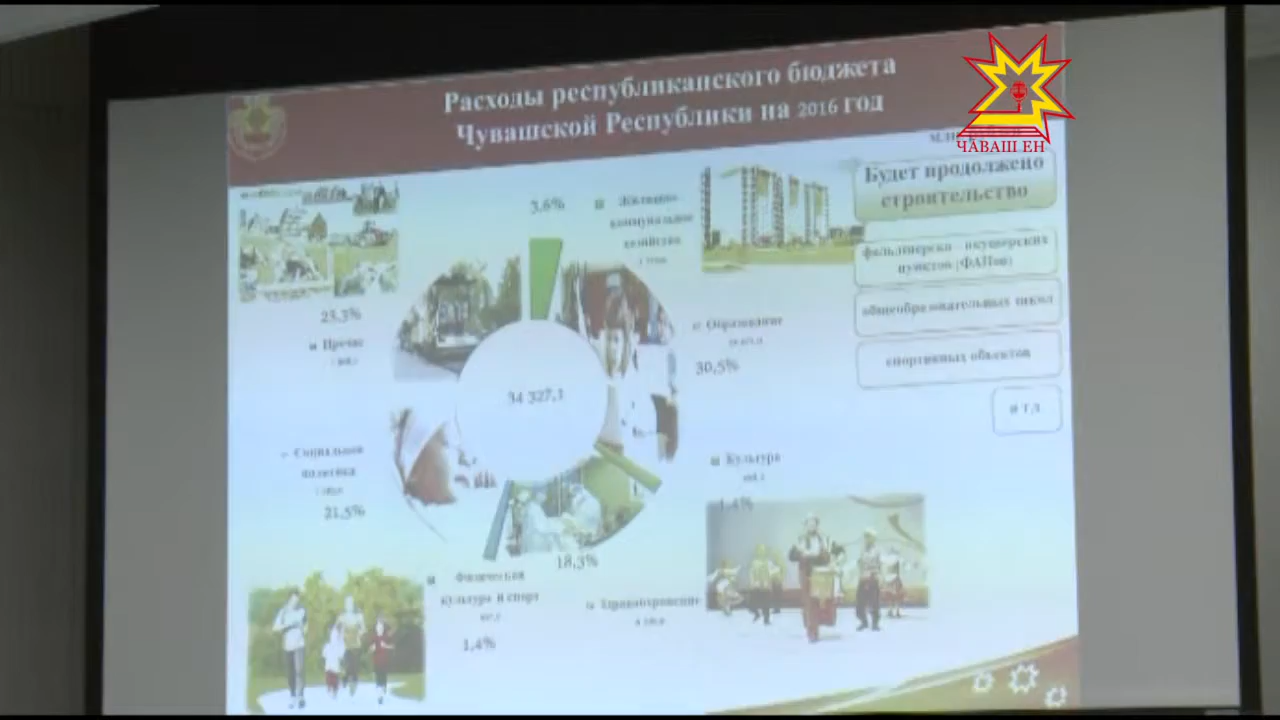 Расходы республиканского бюджета
Чувашской Республики на 2016 год
ЧĂВАШ ЕН
Будет продолжено
строительство
фельдшерско - акушерских
пунктов (ФАПов)
общеобразовательных школ
спортивных объектов
и т.д
3,6%
Жилищно-
коммунальное
хозяйство
23,3%
Прочие
Образование
30,5%
34 327,1
Социальная
политика
21,5%
Культура
1,4%
18,3%
Физическая
культура и спорт
1,4%
Здравоохранение